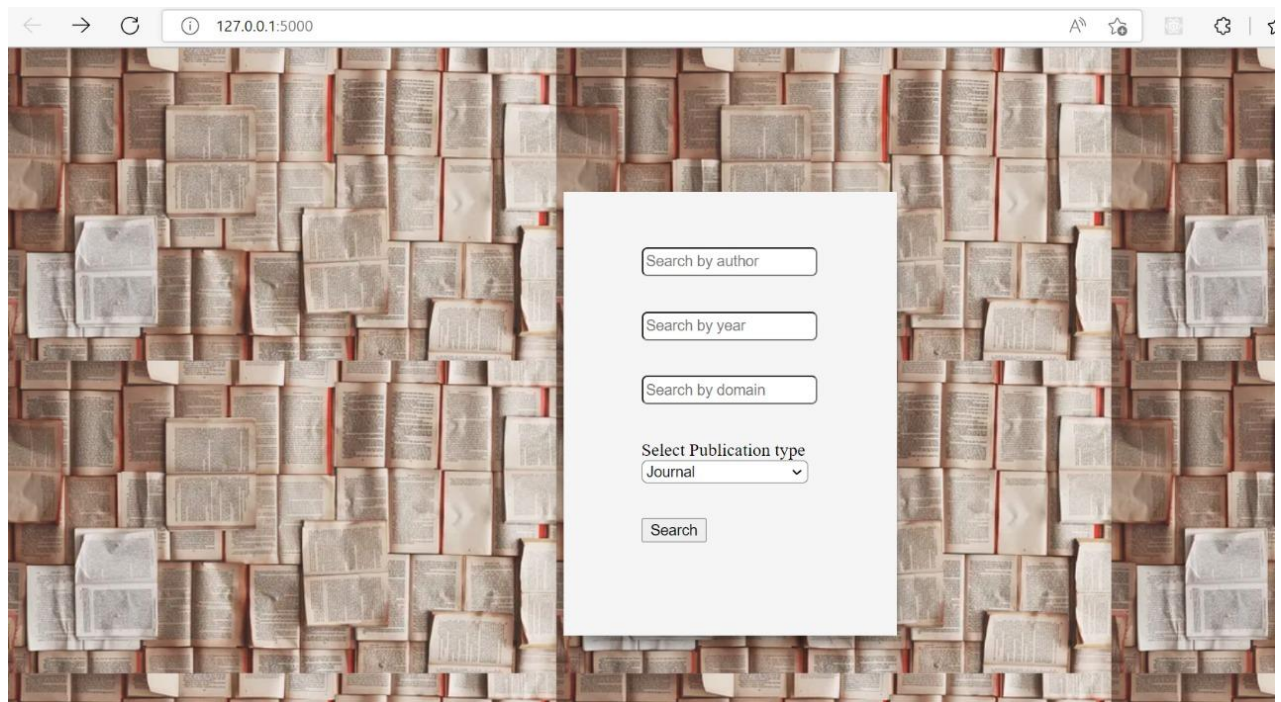 127.0.0.1:5000
Search by author
Search by year
Search by domain
Select Publication type
Journal
Search